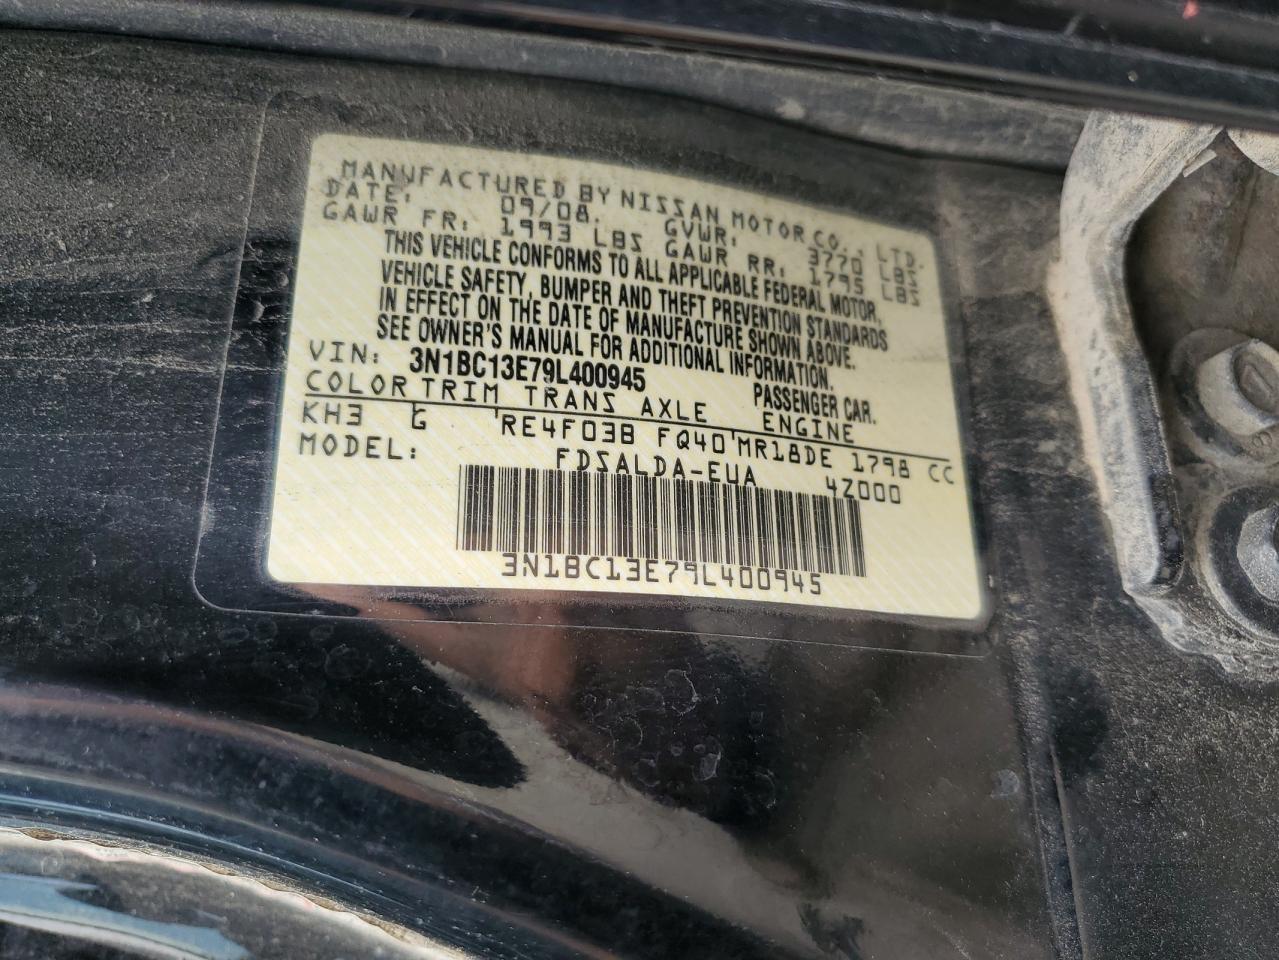 MANUFACTURED BY NISSAN MOTOR CO., LTD.
DATE: 09/08 GVWR: 3770 LBS
GAWR FR: 1993 LBS GAWR RR: 1795 LBS
THIS VEHICLE CONFORMS TO ALL APPLICABLE FEDERAL MOTOR
VEHICLE SAFETY, BUMPER AND THEFT PREVENTION STANDARDS
IN EFFECT ON THE DATE OF MANUFACTURE SHOWN ABOVE.
SEE OWNER'S MANUAL FOR ADDITIONAL INFORMATION.
VIN: 3N1BC13E79L400945 PASSENGER CAR.
COLOR TRIM TRANS AXLE ENGINE
KH3 G RE4F03B FQ40 MR18DE 1798 CC
MODEL: FDSALDA-EUA 4Z000
3N1BC13E79L400945